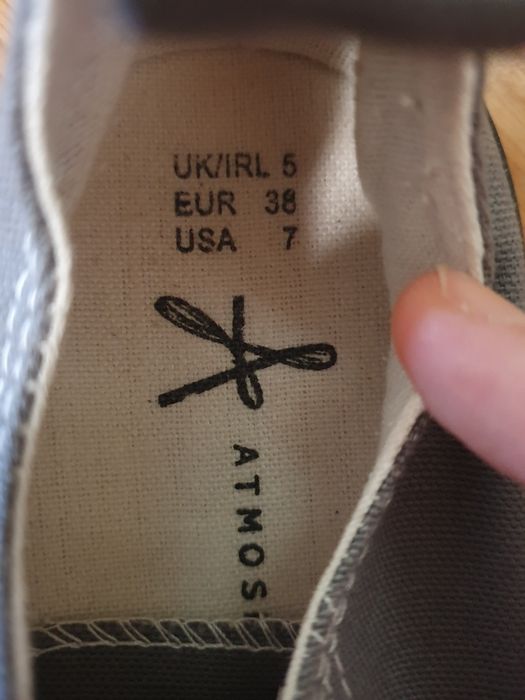 UK/IRL 5
EUR 38
USA 7
ATMOS